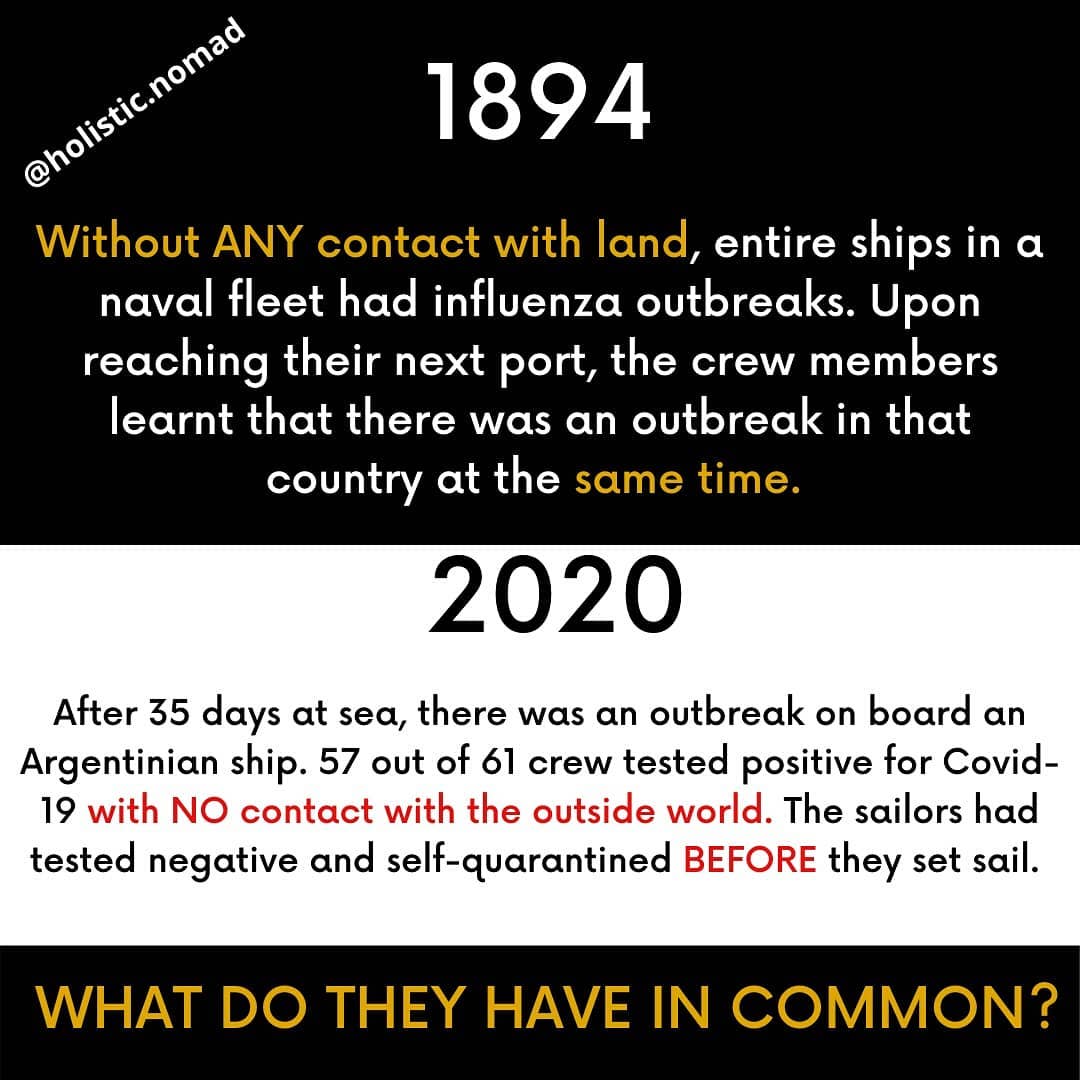 @holistic.nomad
1894
Without ANY contact with land, entire ships in a
naval fleet had influenza outbreaks. Upon
reaching their next port, the crew members
learnt that there was an outbreak in that
country at the same time.
2020
After 35 days at sea, there was an outbreak on board an
Argentinian ship. 57 out of 61 crew tested positive for Covid-
19 with NO contact with the outside world. The sailors had
tested negative and self-quarantined BEFORE they set sail.
WHAT DO THEY HAVE IN COMMON?